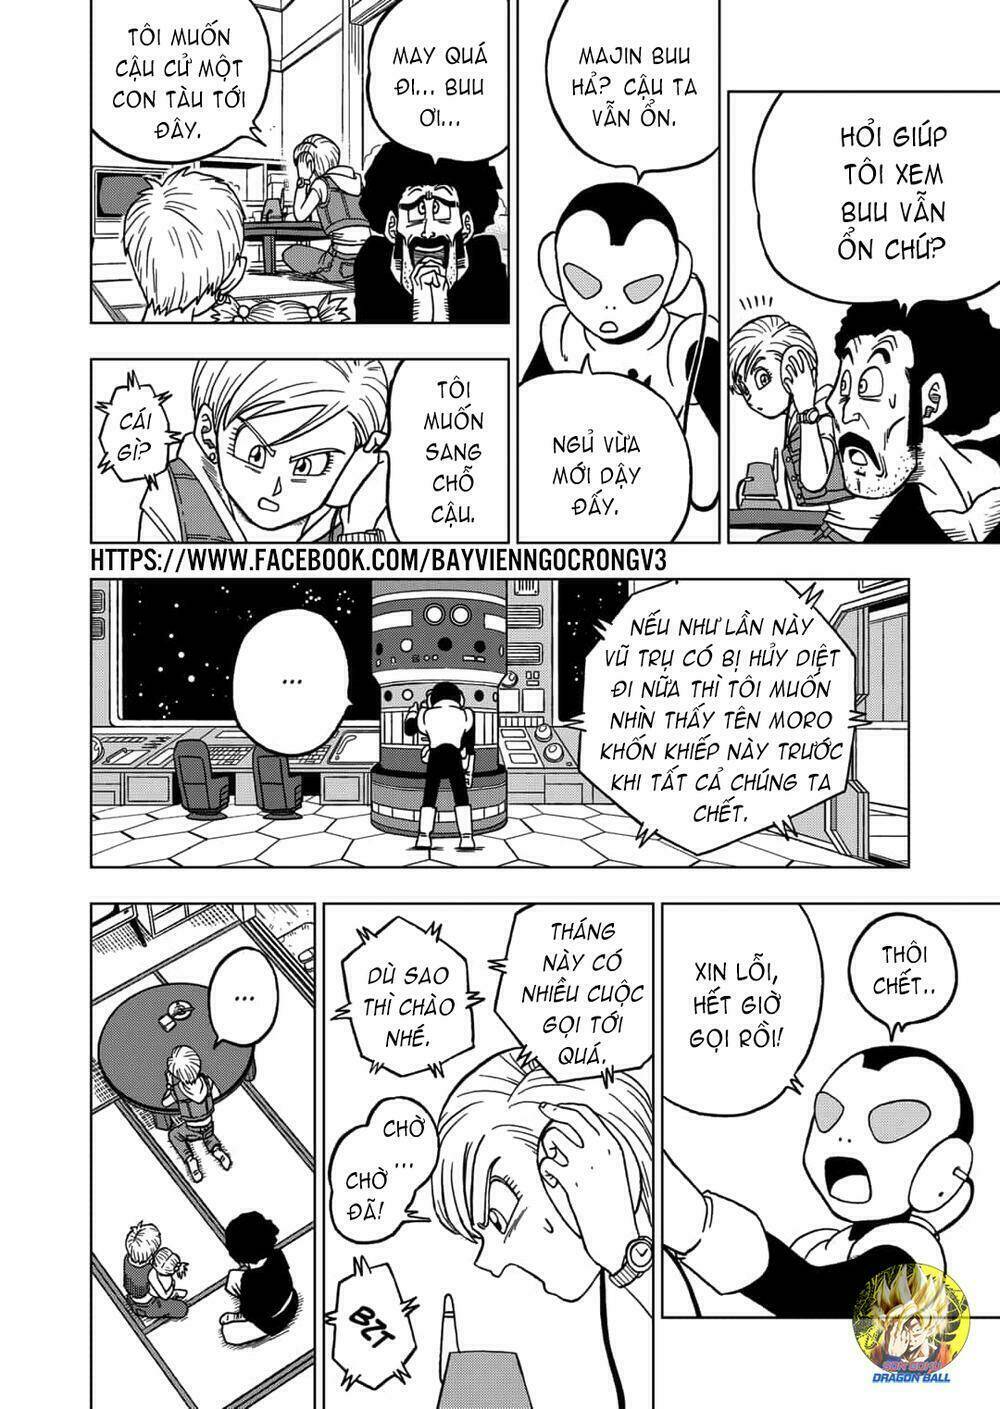 HỎI GIÚP
TÔI XEM
BUU VẪN
ỔN CHỨ?
MAJIN BUU
HẢ? CẬU TA
VẪN ỔN.
NGỦ VỪA
MỚI DẬY
ĐẤY.
MAY QUÁ
ĐI... BUU
ƠI...
TÔI MUỐN
CẬU CỬ MỘT
CON TÀU TỚI
ĐÂY.
TÔI
MUỐN
SANG
CHỖ
CẬU.
CÁI
GÌ?
HTTPS://WWW.FACEBOOK.COM/BAYVIENNGOCRONGV3
NẾU NHƯ LẦN NÀY
VŨ TRỤ CÓ BỊ HỦY DIỆT
ĐI NỮA THÌ TÔI MUỐN
NHÌN THẤY TÊN MORO
KHỐN KHIẾP NÀY TRƯỚC
KHI TẤT CẢ CHÚNG TA
CHẾT.
...
THÔI
CHẾT..
XIN LỖI,
HẾT GIỜ
GỌI RỒI!
THÁNG
NÀY CÓ
NHIỀU CUỘC
GỌI TỚI
QUÁ.
DÙ SAO
THÌ CHÀO
NHÉ.
CHỜ
...
CHỜ
ĐÃ!
BZT
...
SON GOKU
DRAGON BALL